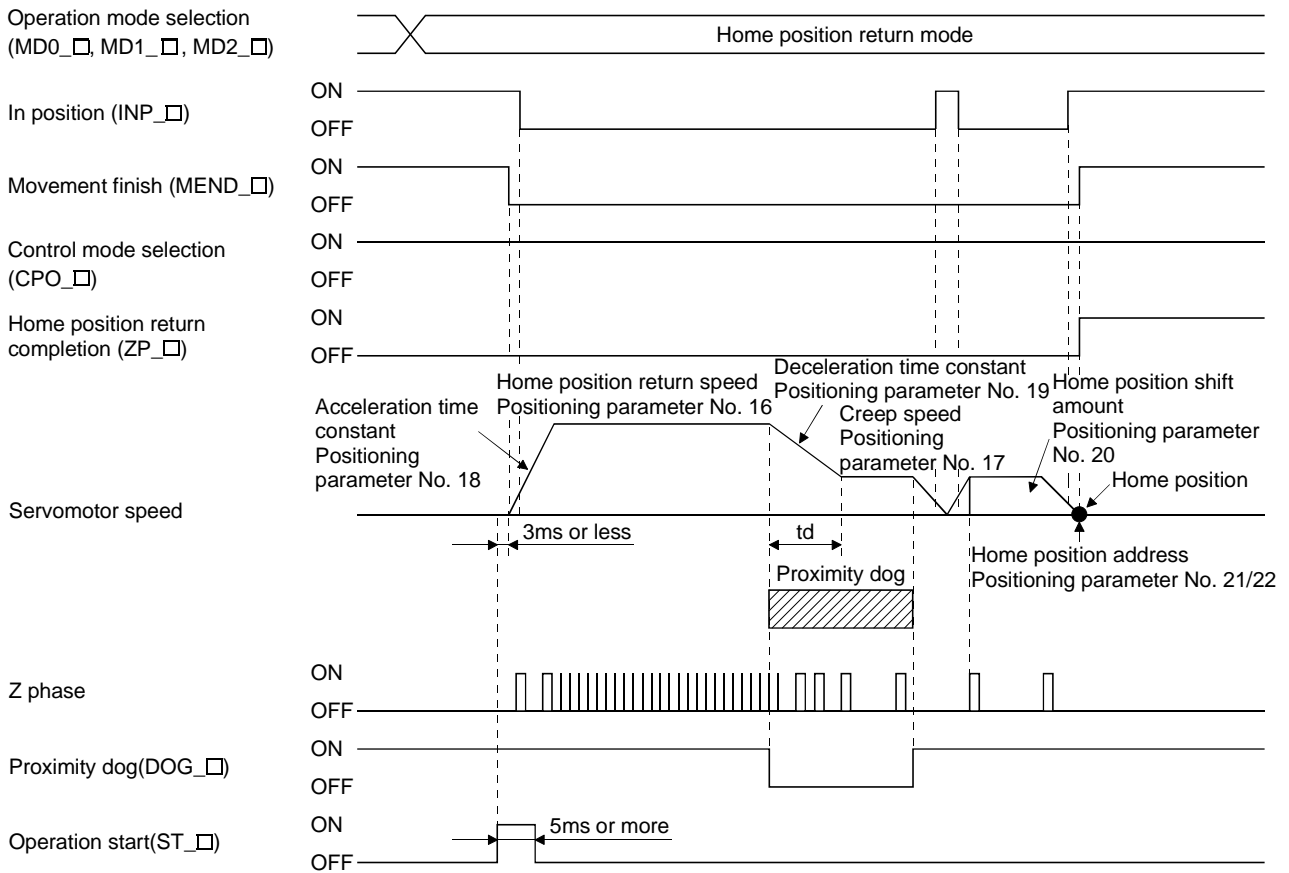 Operation mode selection
(MD0_□, MD1_□, MD2_□)
Home position return mode
ON
In position (INP_□)
OFF
ON
Movement finish (MEND_□)
OFF
Control mode selection
(CPO_□)
ON
OFF
Home position return
completion (ZP_□)
ON
OFF
Acceleration time
constant
Positioning
parameter No. 18
Home position return speed
Positioning parameter No. 16
Deceleration time constant
Positioning parameter No. 19
Creep speed
Positioning
parameter No. 17
Home position shift
amount
Positioning parameter
No. 20
Home position
Servomotor speed
3ms or less
td
Home position address
Positioning parameter No. 21/22
Proximity dog
ON
Z phase
OFF
ON
Proximity dog(DOG_□)
OFF
ON
5ms or more
Operation start(ST_□)
OFF